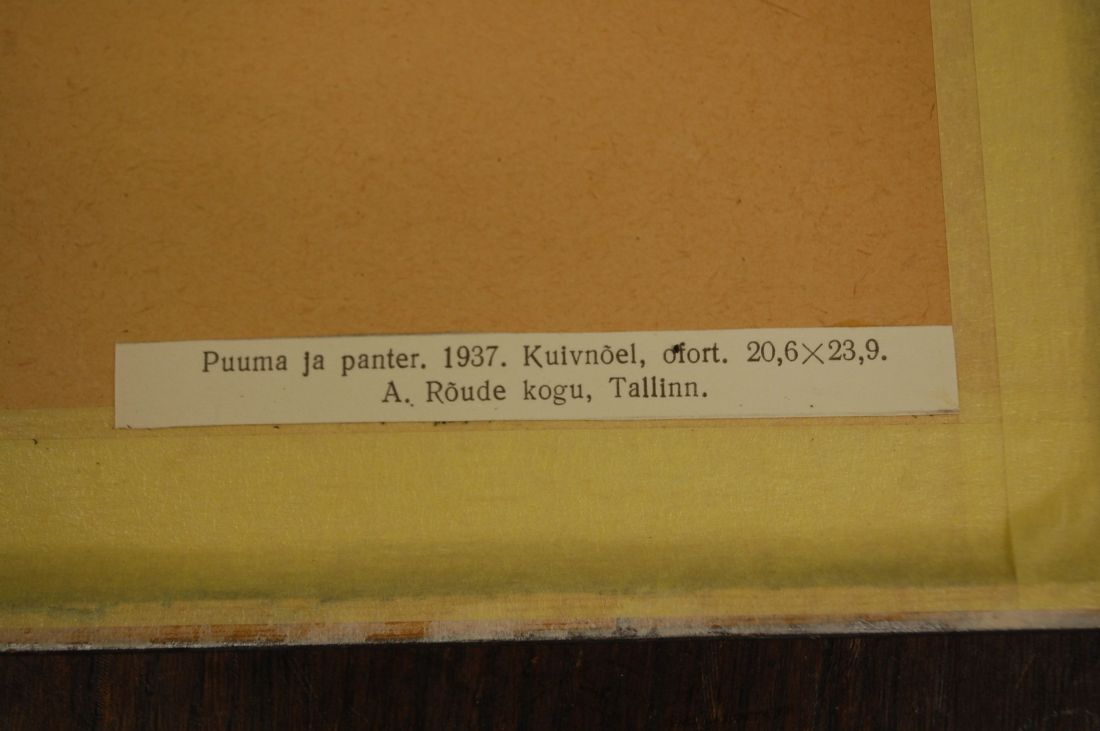 Puuma ja panter. 1937. Kuivnõel, ofort. 20,6×23,9.
A. Rõude kogu, Tallinn.